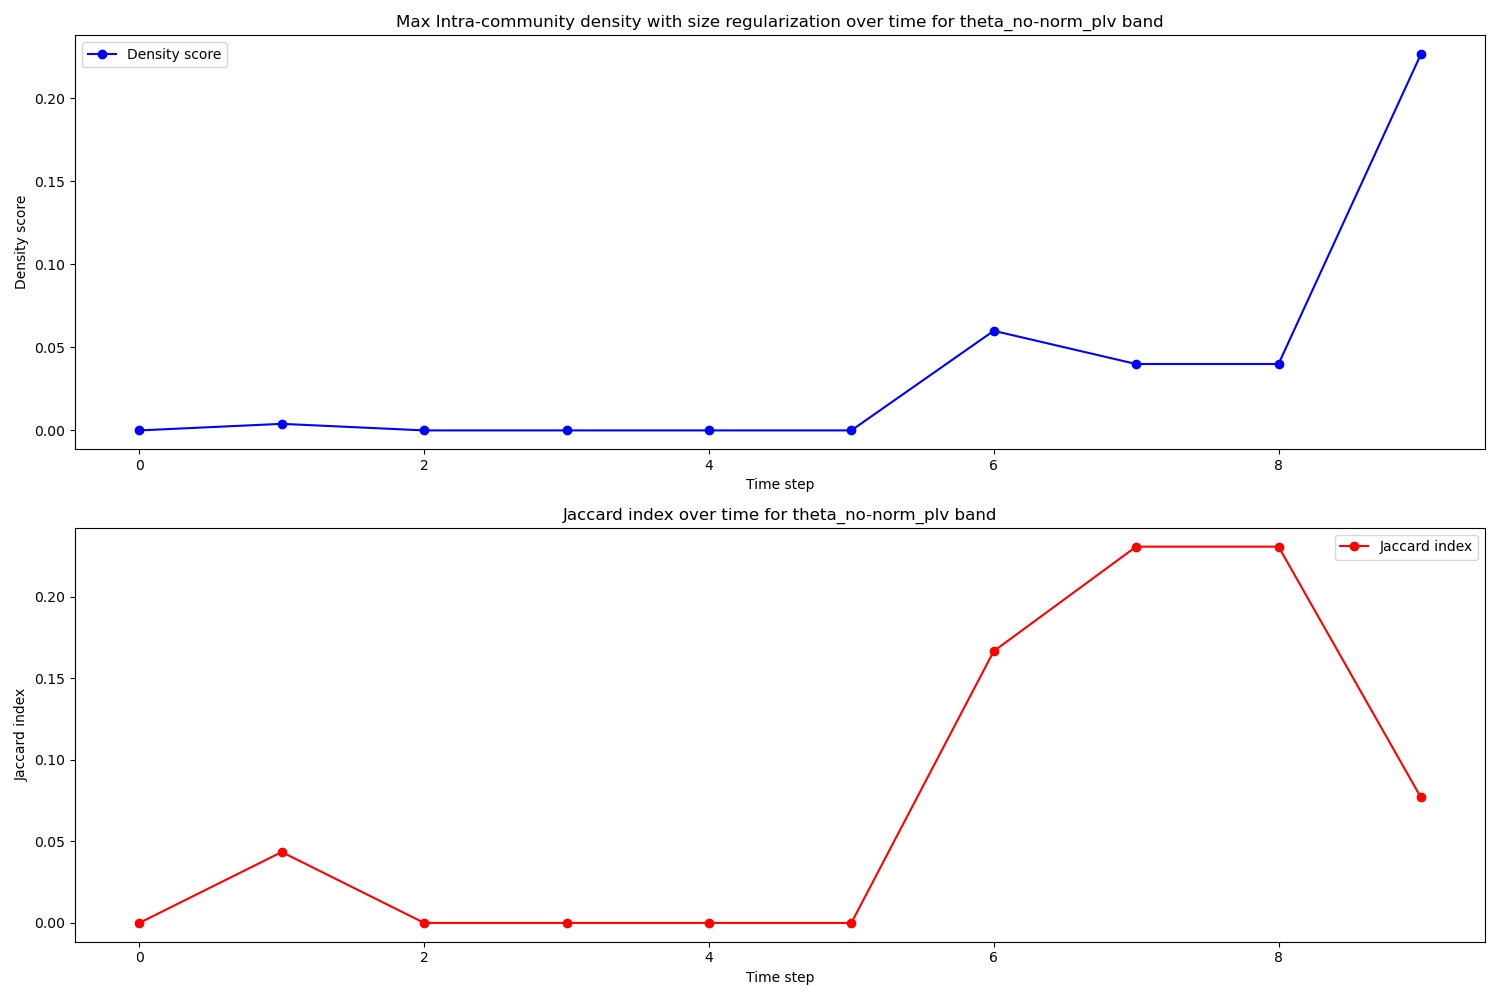 Max Intra-community density with size regularization over time for theta_no-norm_plv band
Density score
0.20
0.15
0.10
0.05
0.00
Density score
0 2 4 6 8
Time step
Jaccard index over time for theta_no-norm_plv band
Jaccard index
0.20
0.15
0.10
0.05
0.00
Jaccard index
0 2 4 6 8
Time step